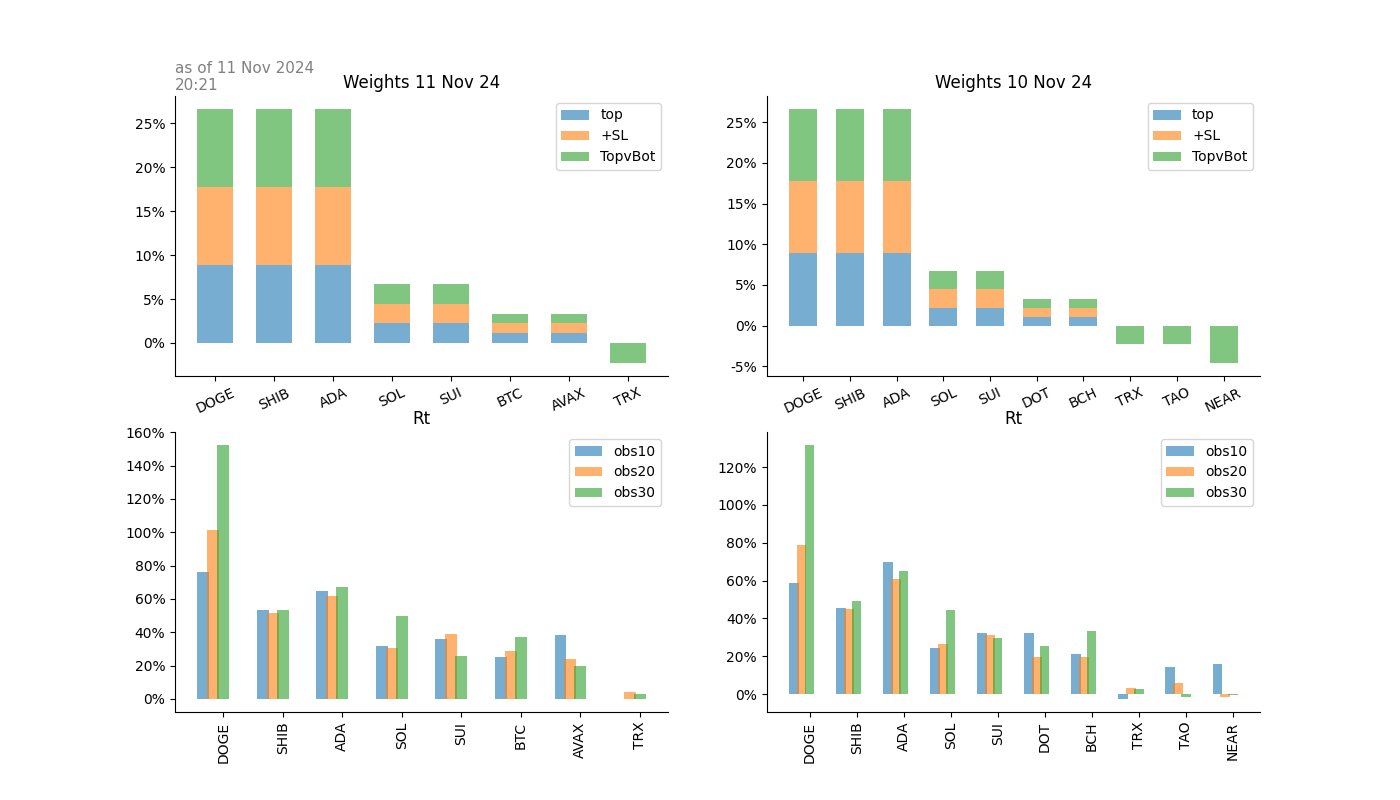 as of 11 Nov 2024
20:21
Weights 11 Nov 24
top
+SL
TopvBot
25%
20%
15%
10%
5%
0%
DOGE
SHIB
ADA
SOL
SUI
BTC
AVAX
TRX
Weights 10 Nov 24
top
+SL
TopvBot
25%
20%
15%
10%
5%
0%
-5%
DOGE
SHIB
ADA
SOL
SUI
DOT
BCH
TRX
TAO
NEAR
Rt
obs10
obs20
obs30
160%
140%
120%
100%
80%
60%
40%
20%
0%
DOGE
SHIB
ADA
SOL
SUI
BTC
AVAX
TRX
Rt
obs10
obs20
obs30
120%
100%
80%
60%
40%
20%
0%
DOGE
SHIB
ADA
SOL
SUI
DOT
BCH
TRX
TAO
NEAR